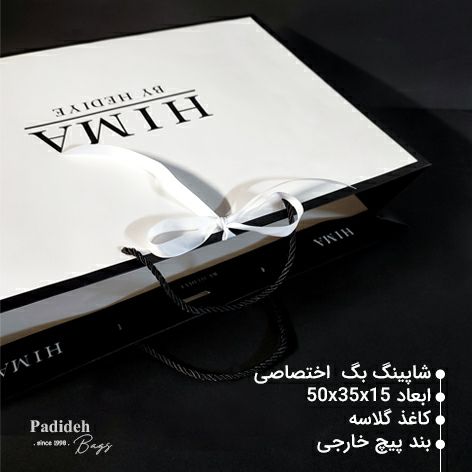 HIMA
BY HEDIYE
HIMA
HIMA
شاپینگ بگ اختصاصی
ابعاد 50x35x15
کاغذ گلاسه
بند پیچ خارجی
Padideh
. since 1998 .
Bags